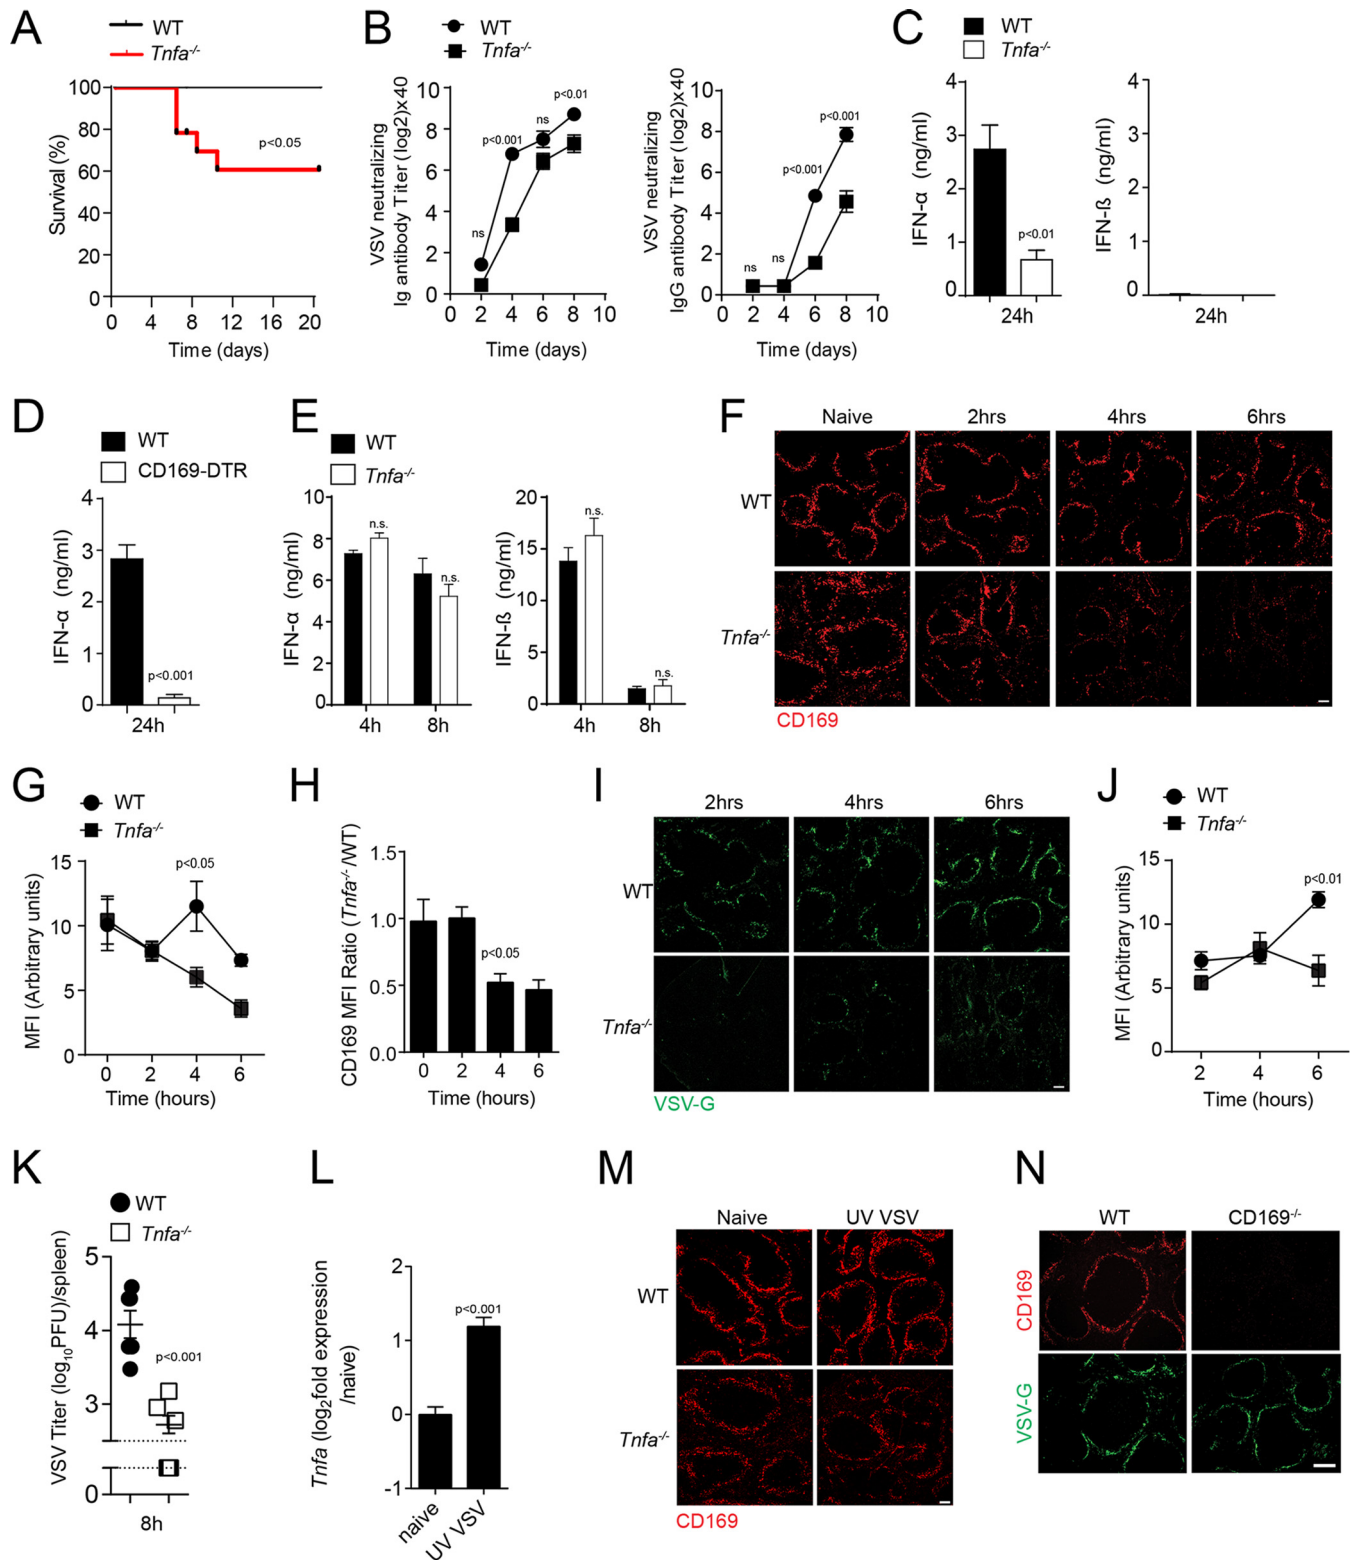 A
WT
Tnfa-/-
Survival (%)
100
80
60
40
20
0
p<0.05
0 4 8 12 16 20
Time (days)
B
WT
Tnfa-/-
VSV neutralizing
Ig antibody Titer (log2)x40
10
8
6
4
2
0
ns
p<0.001
ns
p<0.01
0 2 4 6 8 10
Time (days)
VSV neutralizing
IgG antibody Titer (log2)x40
10
8
6
4
2
0
ns
ns
p<0.001
p<0.001
0 2 4 6 8 10
Time (days)
C
WT
Tnfa-/-
IFN-α (ng/ml)
4
3
2
1
0
p<0.01
24h
IFN-ß (ng/ml)
4
3
2
1
0
24h
D
WT
CD169-DTR
IFN-α (ng/ml)
4
3
2
1
0
p<0.001
24h
E
WT
Tnfa-/-
IFN-α (ng/ml)
10
8
6
4
2
0
n.s.
n.s.
4h 8h
IFN-ß (ng/ml)
20
15
10
5
0
n.s.
n.s.
4h 8h
F
Naive 2hrs 4hrs 6hrs
WT
Tnfa-/-
CD169
G
WT
Tnfa-/-
MFI (Arbitrary units)
15
10
5
0
p<0.05
0 2 4 6
Time (hours)
H
CD169 MFI Ratio (Tnfa-/-/WT)
1.5
1.0
0.5
0.0
p<0.05
0 2 4 6
Time (hours)
I
2hrs 4hrs 6hrs
WT
Tnfa-/-
VSV-G
J
WT
Tnfa-/-
MFI (Arbitrary units)
15
10
5
0
p<0.01
2 4 6
Time (hours)
K
WT
Tnfa-/-
VSV Titer (log10PFU)/spleen)
5
4
3
0
p<0.001
8h
L
Tnfa (log2fold expression
/naive)
2
1
0
-1
p<0.001
naive
UV VSV
M
Naive UV VSV
WT
Tnfa-/-
CD169
N
WT CD169-/-
CD169
VSV-G